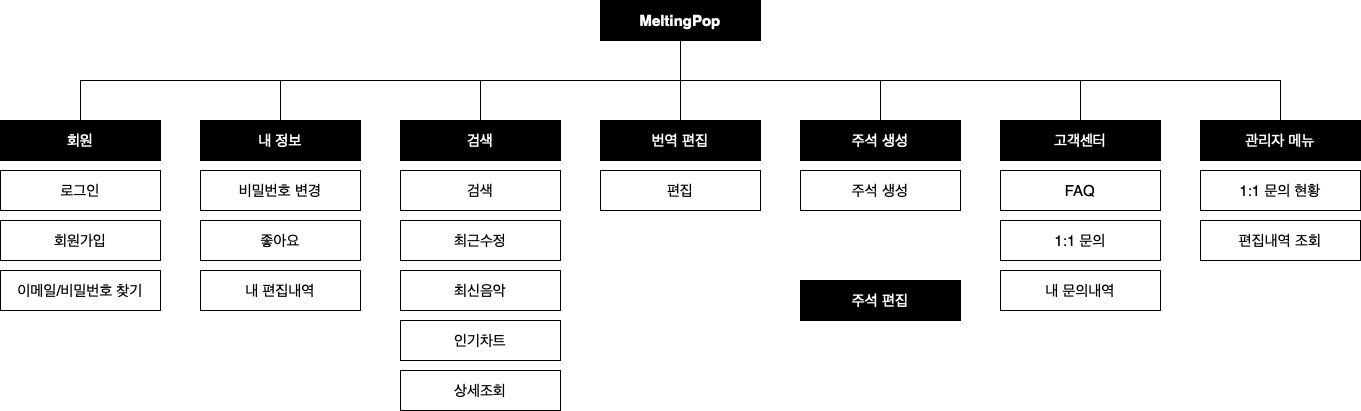 MeltingPop
회원
로그인
회원가입
이메일/비밀번호 찾기
내 정보
비밀번호 변경
좋아요
내 편집내역
검색
검색
최근수정
최신음악
인기차트
상세조회
번역 편집
편집
주석 생성
주석 생성
주석 편집
고객센터
FAQ
1:1 문의
내 문의내역
관리자 메뉴
1:1 문의 현황
편집내역 조회